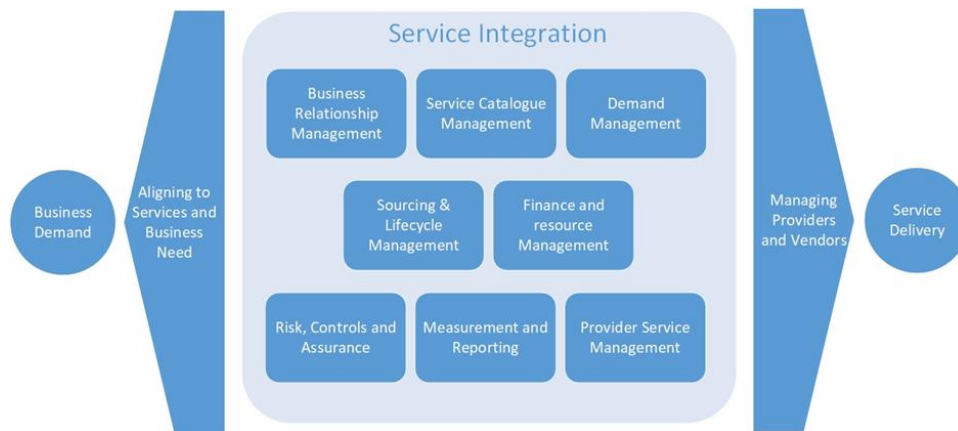 Service Integration
Business
Relationship
Management
Service Catalogue
Management
Demand
Management
Business
Demand
Aligning to
Services and
Business
Need
Sourcing &
Lifecycle
Management
Finance and
resource
Management
Managing
Providers
and Vendors
Service
Delivery
Risk, Controls and
Assurance
Measurement and
Reporting
Provider Service
Management